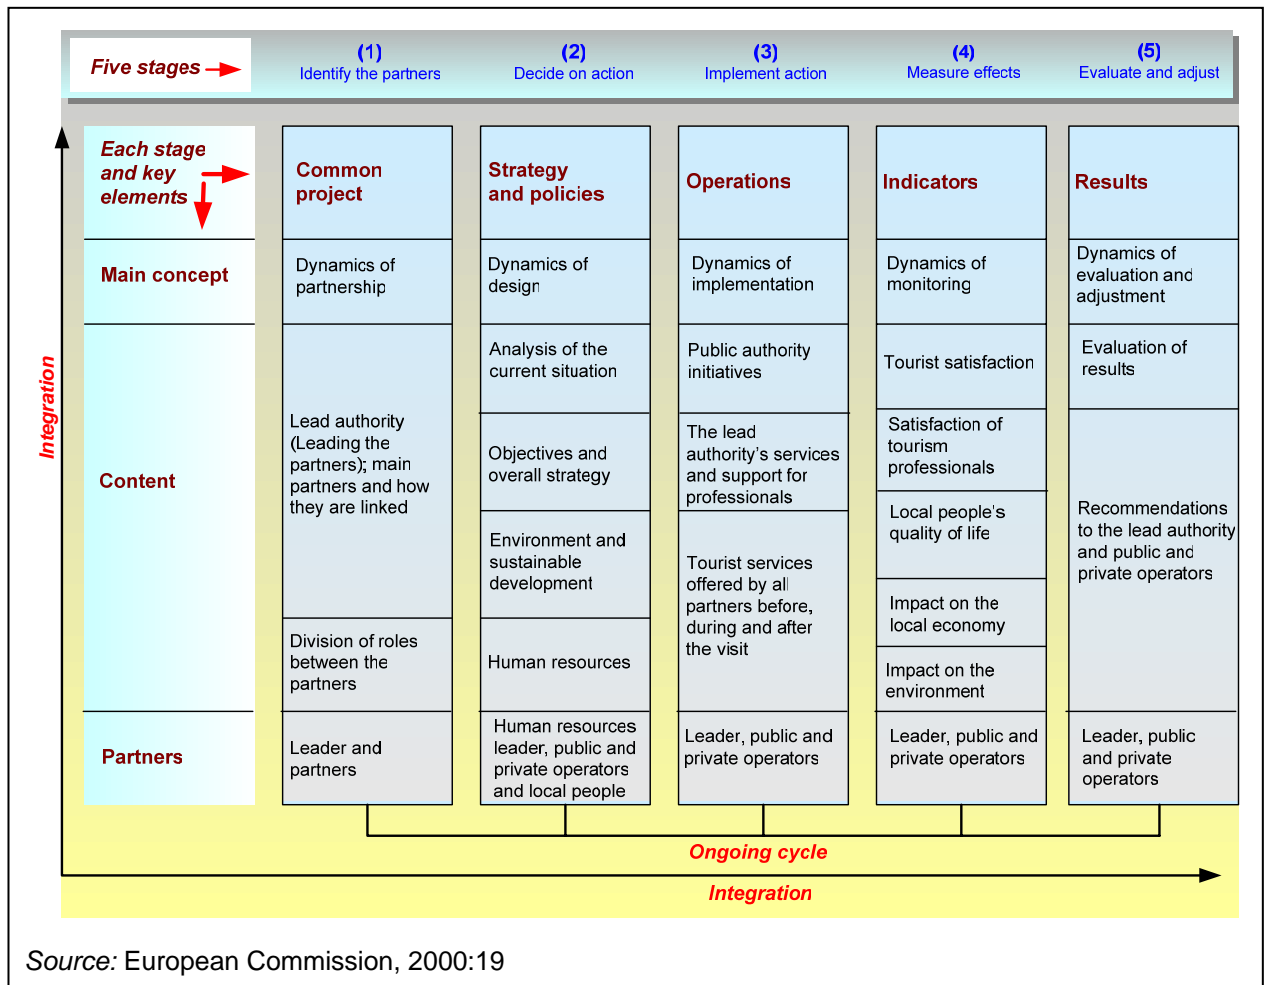 Five stages
(1)
Identify the partners
(2)
Decide on action
(3)
Implement action
(4)
Measure effects
(5)
Evaluate and adjust
Each stage
and key
elements
Common
project
Strategy
and policies
Operations
Indicators
Results
Main concept
Dynamics of
partnership
Dynamics of
design
Dynamics of
implementation
Dynamics of
monitoring
Dynamics of
evaluation and
adjustment
Content
Lead authority
(Leading the
partners); main
partners and how
they are linked
Division of roles
between the
partners
Analysis of the
current situation
Objectives and
overall strategy
Environment and
sustainable
development
Human resources
Public authority
initiatives
The lead
authority's services
and support for
professionals
Tourist services
offered by all
partners before,
during and after
the visit
Tourist satisfaction
Satisfaction of
tourism
professionals
Local people's
quality of life
Impact on the
local economy
Impact on the
environment
Evaluation of
results
Recommendations
to the lead authority
and public and
private operators
Partners
Leader and
partners
Human resources
leader, public and
private operators
and local people
Leader, public and
private operators
Leader, public and
private operators
Leader, public
and private
operators
Integration
Ongoing cycle
Integration
Source: European Commission, 2000:19